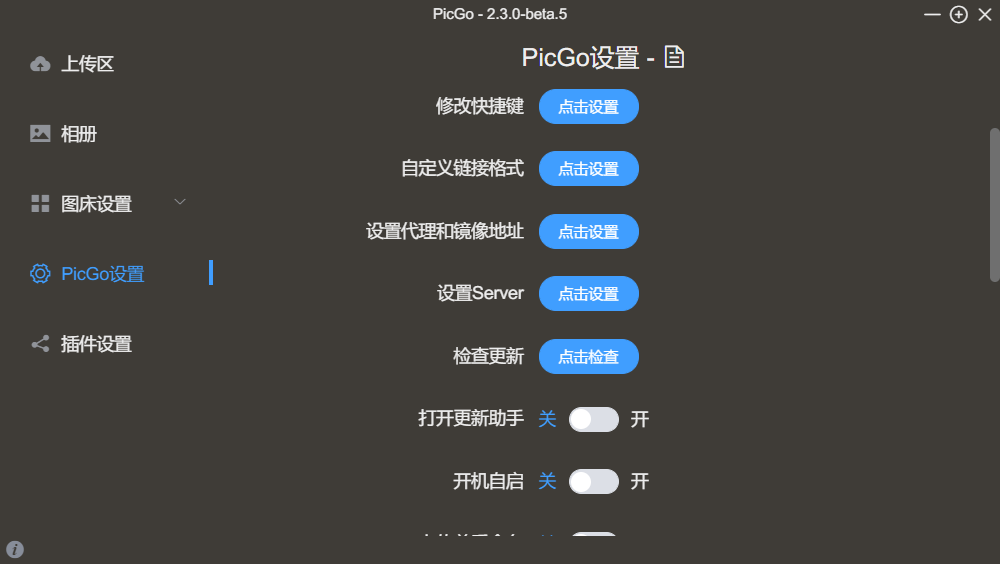 PicGo - 2.3.0-beta.5
上传区
相册
图床设置
PicGo设置
插件设置
PicGo设置 -
修改快捷键 点击设置
自定义链接格式 点击设置
设置代理和镜像地址 点击设置
设置Server 点击设置
检查更新 点击检查
打开更新助手 关 开
开机自启 关 开